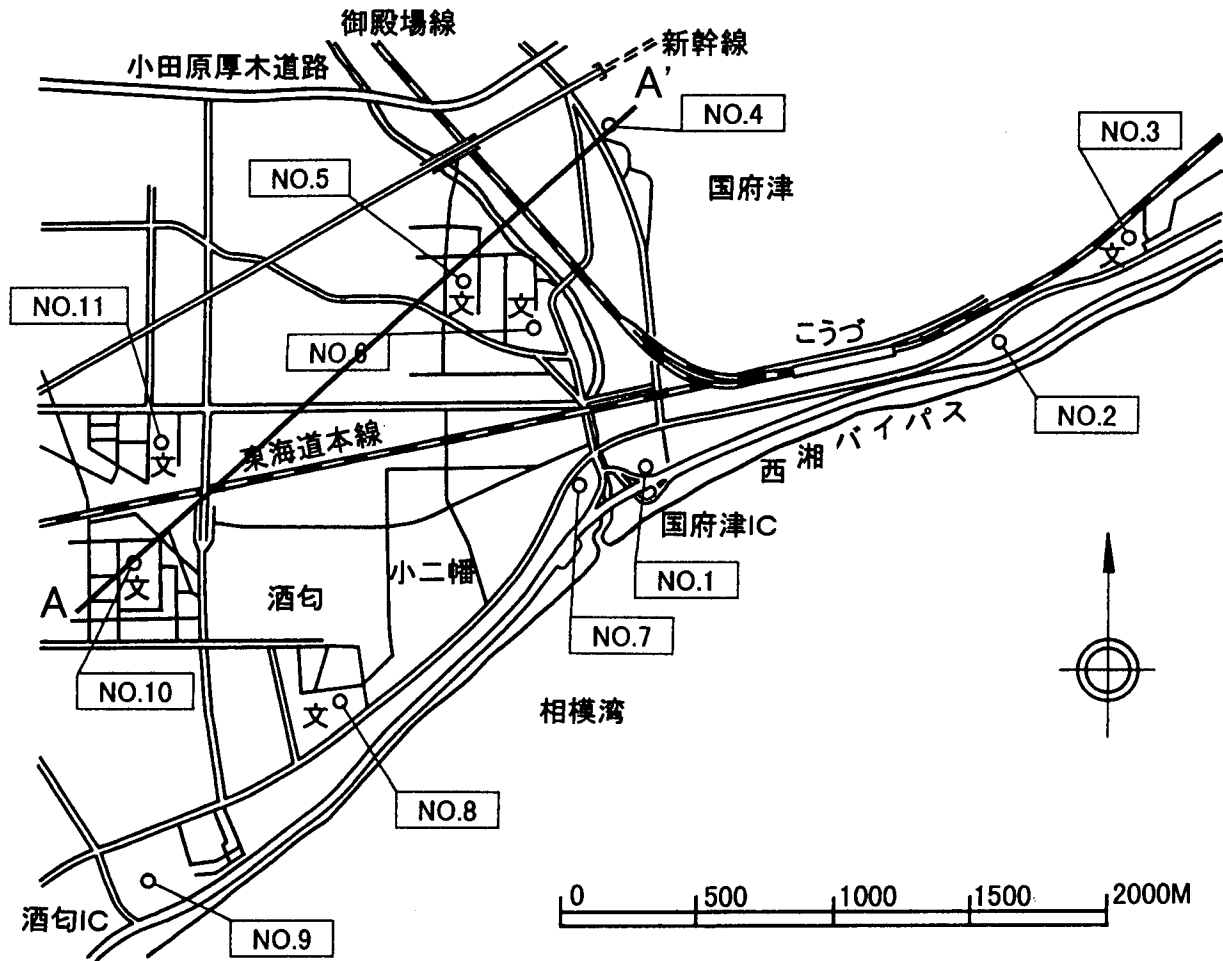 御殿場線
新幹線
小田原厚木道路
A'
NO.4
NO.3
NO.5
国府津
文
文
文
NO.11
NO.6
こうづ
NO.2
文
東海道本線
西湘バイパス
国府津IC
小二幡
NO.1
酒匂
文
A
NO.7
NO.10
文
相模湾
NO.8
酒匂IC
NO.9
0 500 1000 1500 2000M